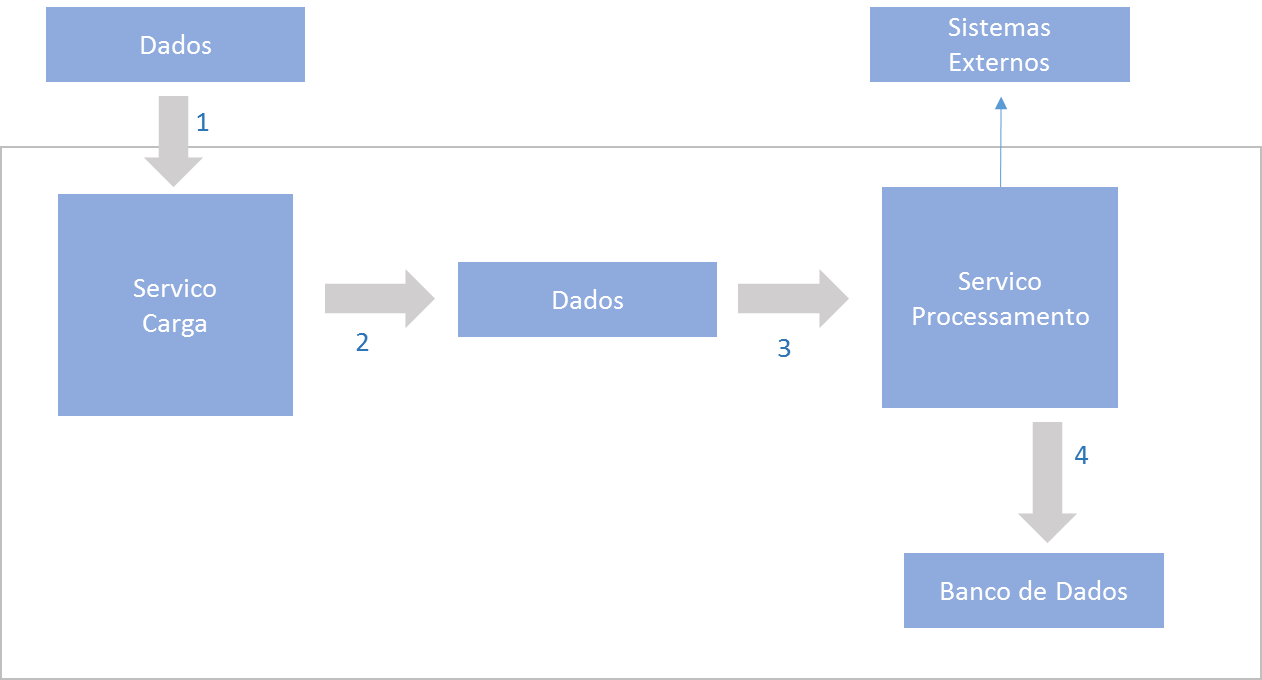 Dados
Sistemas
Externos
1
Servico
Carga
2
Dados
3
Servico
Processamento
4
Banco de Dados